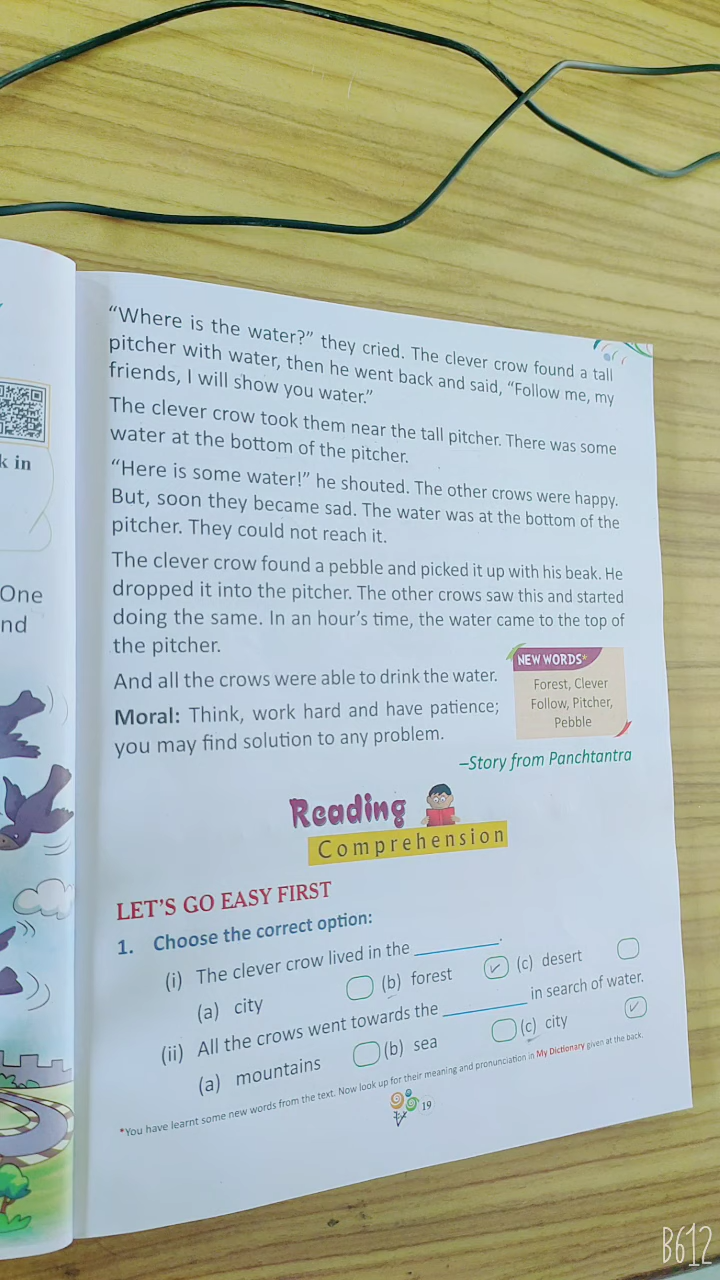 k in
One
nd
“Where is the water?” they cried. The clever crow found a tall
pitcher with water, then he went back and said, “Follow me, my
friends, I will show you water.”
The clever crow took them near the tall pitcher. There was some
water at the bottom of the pitcher.
“Here is some water!” he shouted. The other crows were happy.
But, soon they became sad. The water was at the bottom of the
pitcher. They could not reach it.
The clever crow found a pebble and picked it up with his beak. He
dropped it into the pitcher. The other crows saw this and started
doing the same. In an hour’s time, the water came to the top of
the pitcher.
And all the crows were able to drink the water.
Moral: Think, work hard and have patience;
you may find solution to any problem.
NEW WORDS*
Forest, Clever
Follow, Pitcher,
Pebble
–Story from Panchtantra
Reading
Comprehension
LET’S GO EASY FIRST
1. Choose the correct option:
(i) The clever crow lived in the ________.
(a) city (b) forest ✓ (c) desert
(ii) All the crows went towards the ________ in search of water.
(a) mountains (b) sea (c) city ✓
*You have learnt some new words from the text. Now look up for their meaning and pronunciation in My Dictionary given at the back.
19
B612